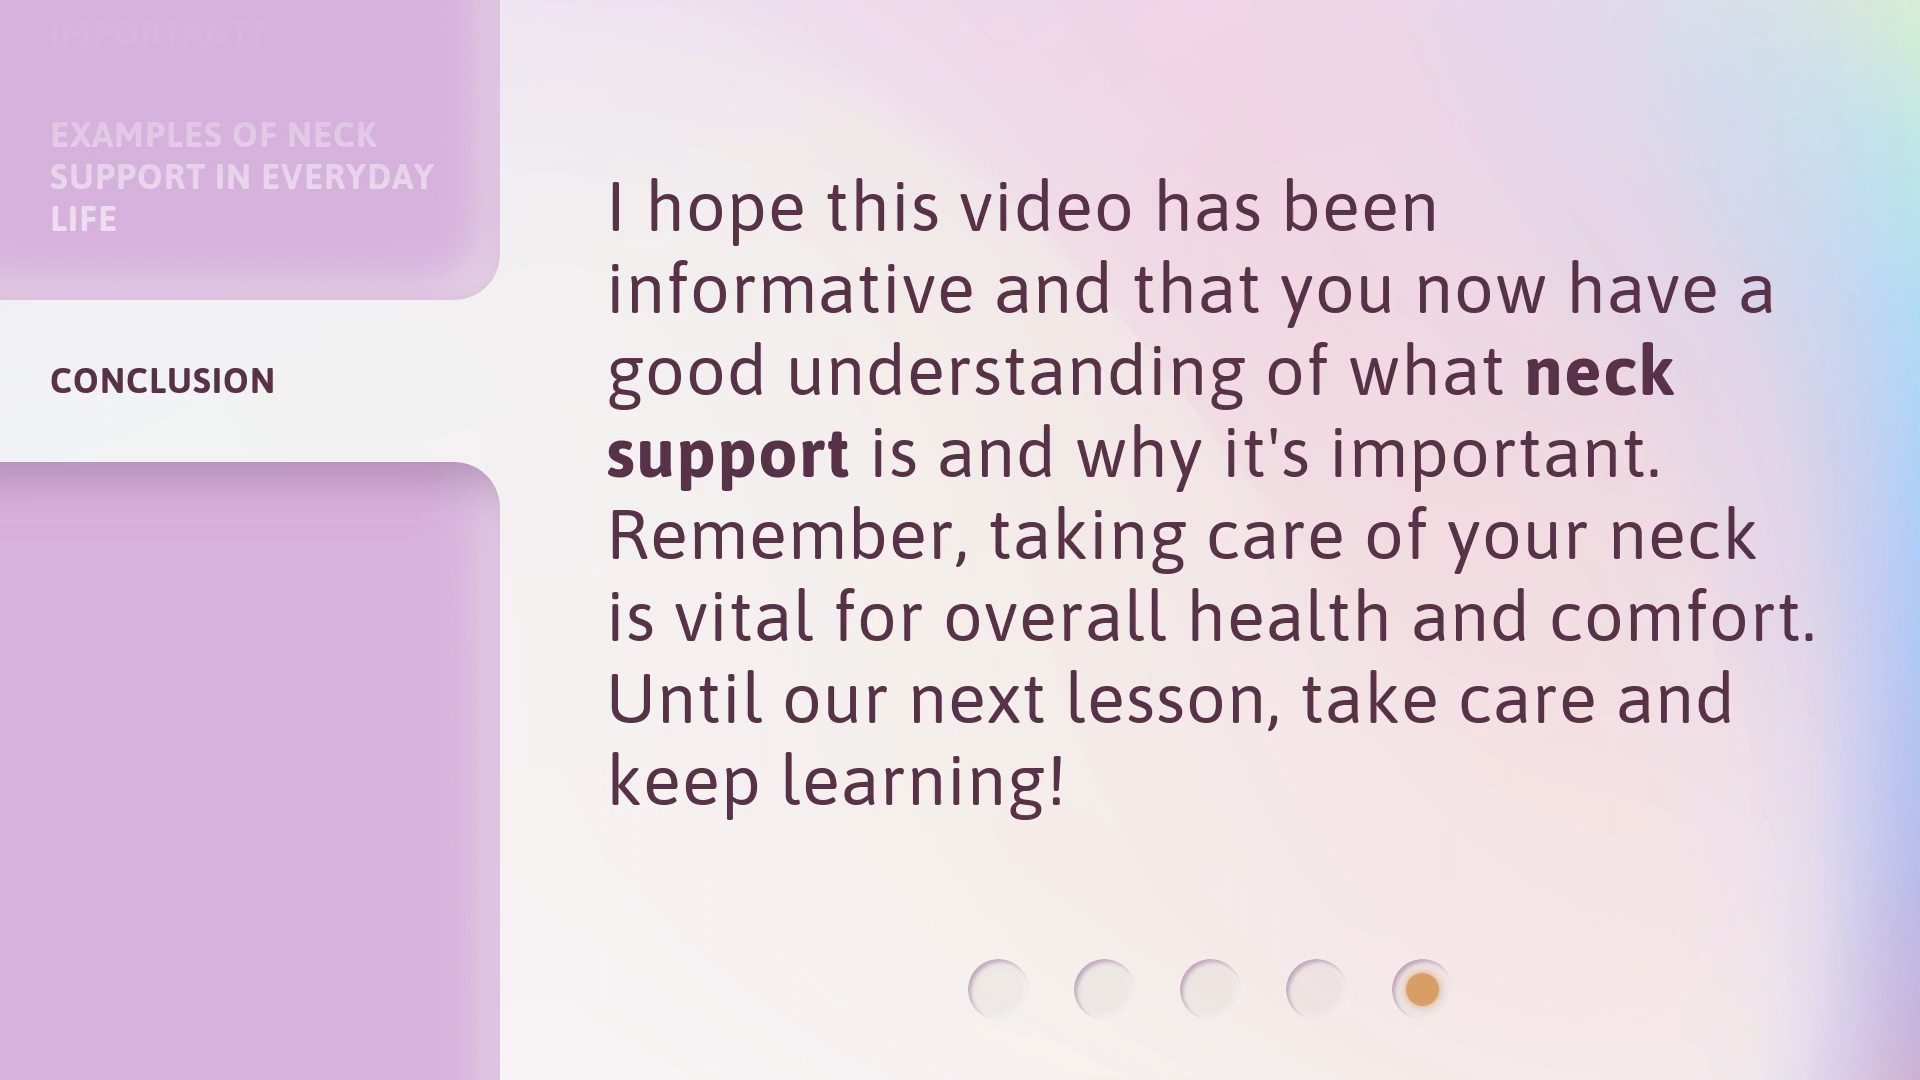 IMPORTANT?
EXAMPLES OF NECK
SUPPORT IN EVERYDAY
LIFE
CONCLUSION
I hope this video has been
informative and that you now have a
good understanding of what neck
support is and why it's important.
Remember, taking care of your neck
is vital for overall health and comfort.
Until our next lesson, take care and
keep learning!